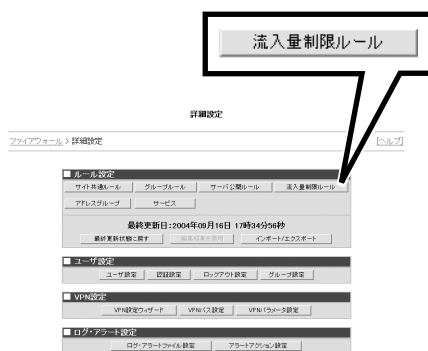 流入量制限ルール
詳細設定
ファイアウォール > 詳細設定 [ヘルプ]
■ ルール設定
サイト共通ルール グループルール サーバ公開ルール 流入量制限ルール
アドレスグループ サービス
最終更新日:2004年09月16日 17時34分56秒
最新更新状態に戻す 編集結果を適用 インポート/エクスポート
■ ユーザ設定
ユーザ設定 認証設定 ロックアウト設定 グループ設定
■ VPN設定
VPN設定ウィザード VPNパス設定 VPNパラメータ設定
■ ログ・アラート設定
ログ・アラートファイル設定 アラートアクション設定